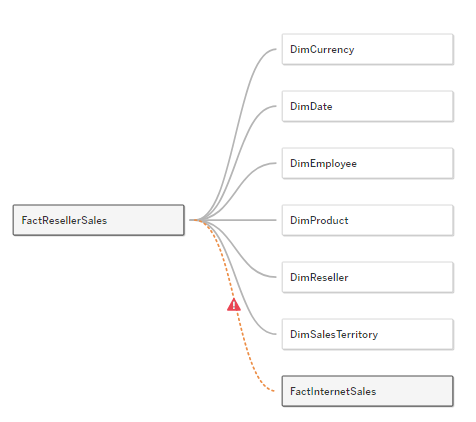 DimCurrency
DimDate
DimEmployee
FactResellerSales
DimProduct
DimReseller
DimSalesTerritory
FactInternetSales